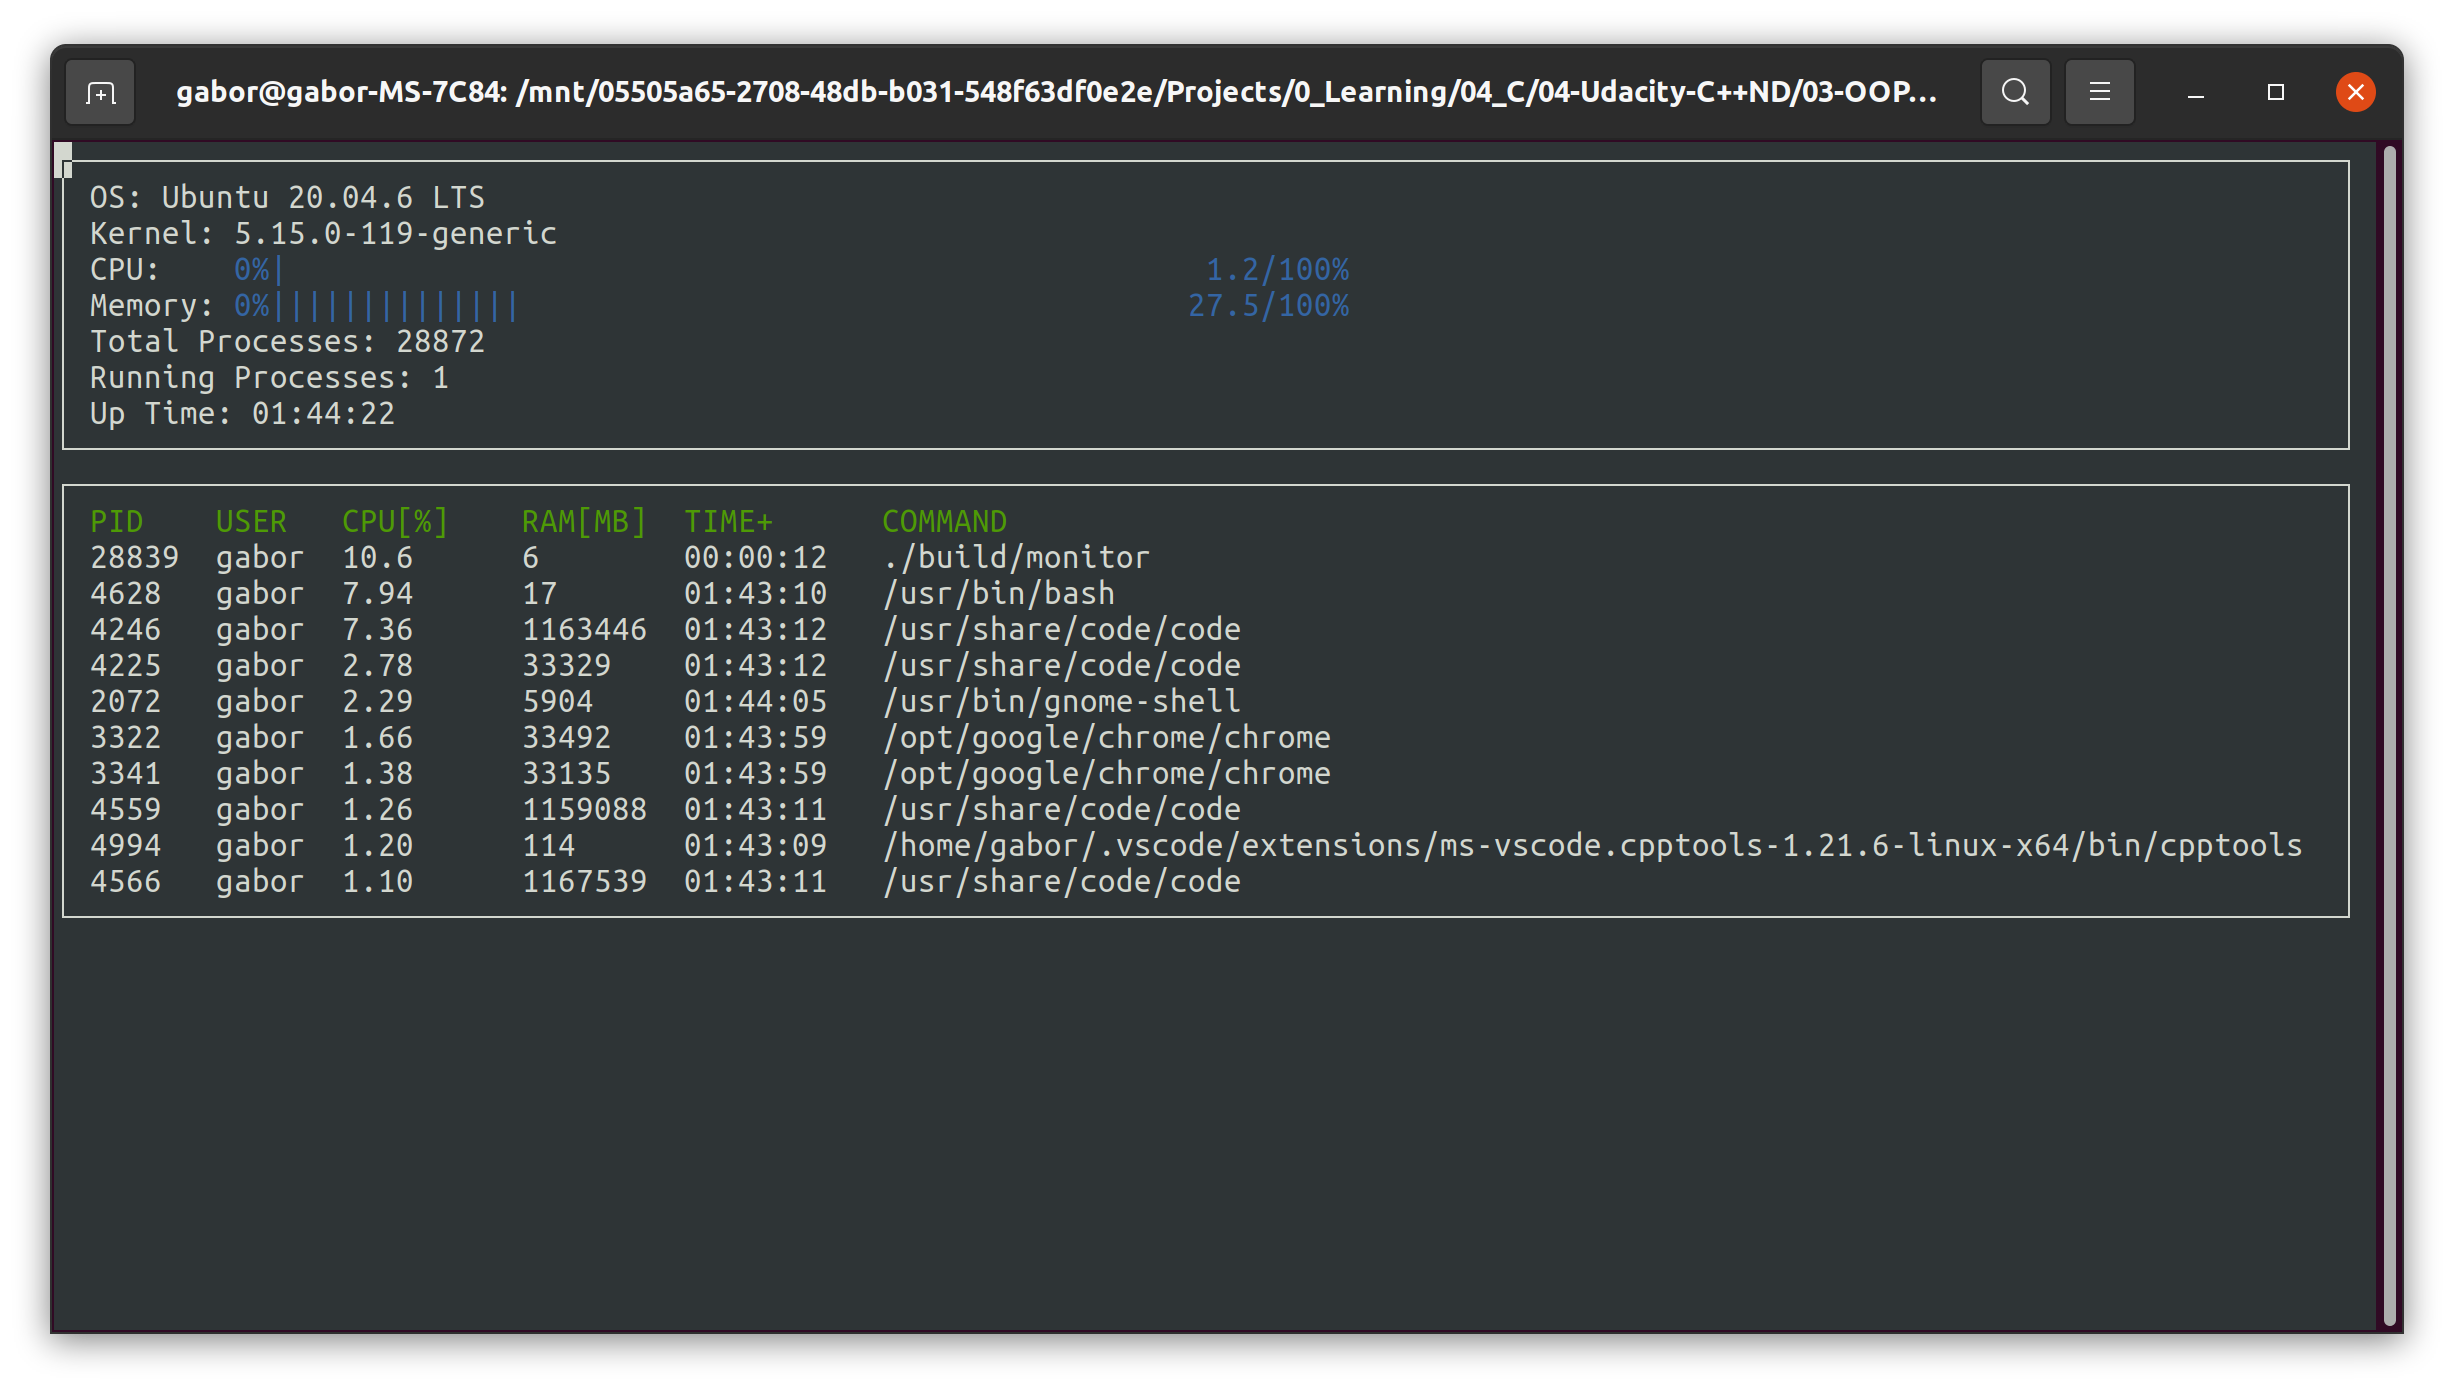 gabor@gabor-MS-7C84: /mnt/05505a65-2708-48db-b031-548f63df0e2e/Projects/0_Learning/04_C/04-Udacity-C++ND/03-OOP...
OS: Ubuntu 20.04.6 LTS
Kernel: 5.15.0-119-generic
CPU: 0%| 1.2/100%
Memory: 0%|||||||||||||| 27.5/100%
Total Processes: 28872
Running Processes: 1
Up Time: 01:44:22
PID USER CPU[%] RAM[MB] TIME+ COMMAND
28839 gabor 10.6 6 00:00:12 ./build/monitor
4628 gabor 7.94 17 01:43:10 /usr/bin/bash
4246 gabor 7.36 1163446 01:43:12 /usr/share/code/code
4225 gabor 2.78 33329 01:43:12 /usr/share/code/code
2072 gabor 2.29 5904 01:44:05 /usr/bin/gnome-shell
3322 gabor 1.66 33492 01:43:59 /opt/google/chrome/chrome
3341 gabor 1.38 33135 01:43:59 /opt/google/chrome/chrome
4559 gabor 1.26 1159088 01:43:11 /usr/share/code/code
4994 gabor 1.20 114 01:43:09 /home/gabor/.vscode/extensions/ms-vscode.cpptools-1.21.6-linux-x64/bin/cpptools
4566 gabor 1.10 1167539 01:43:11 /usr/share/code/code